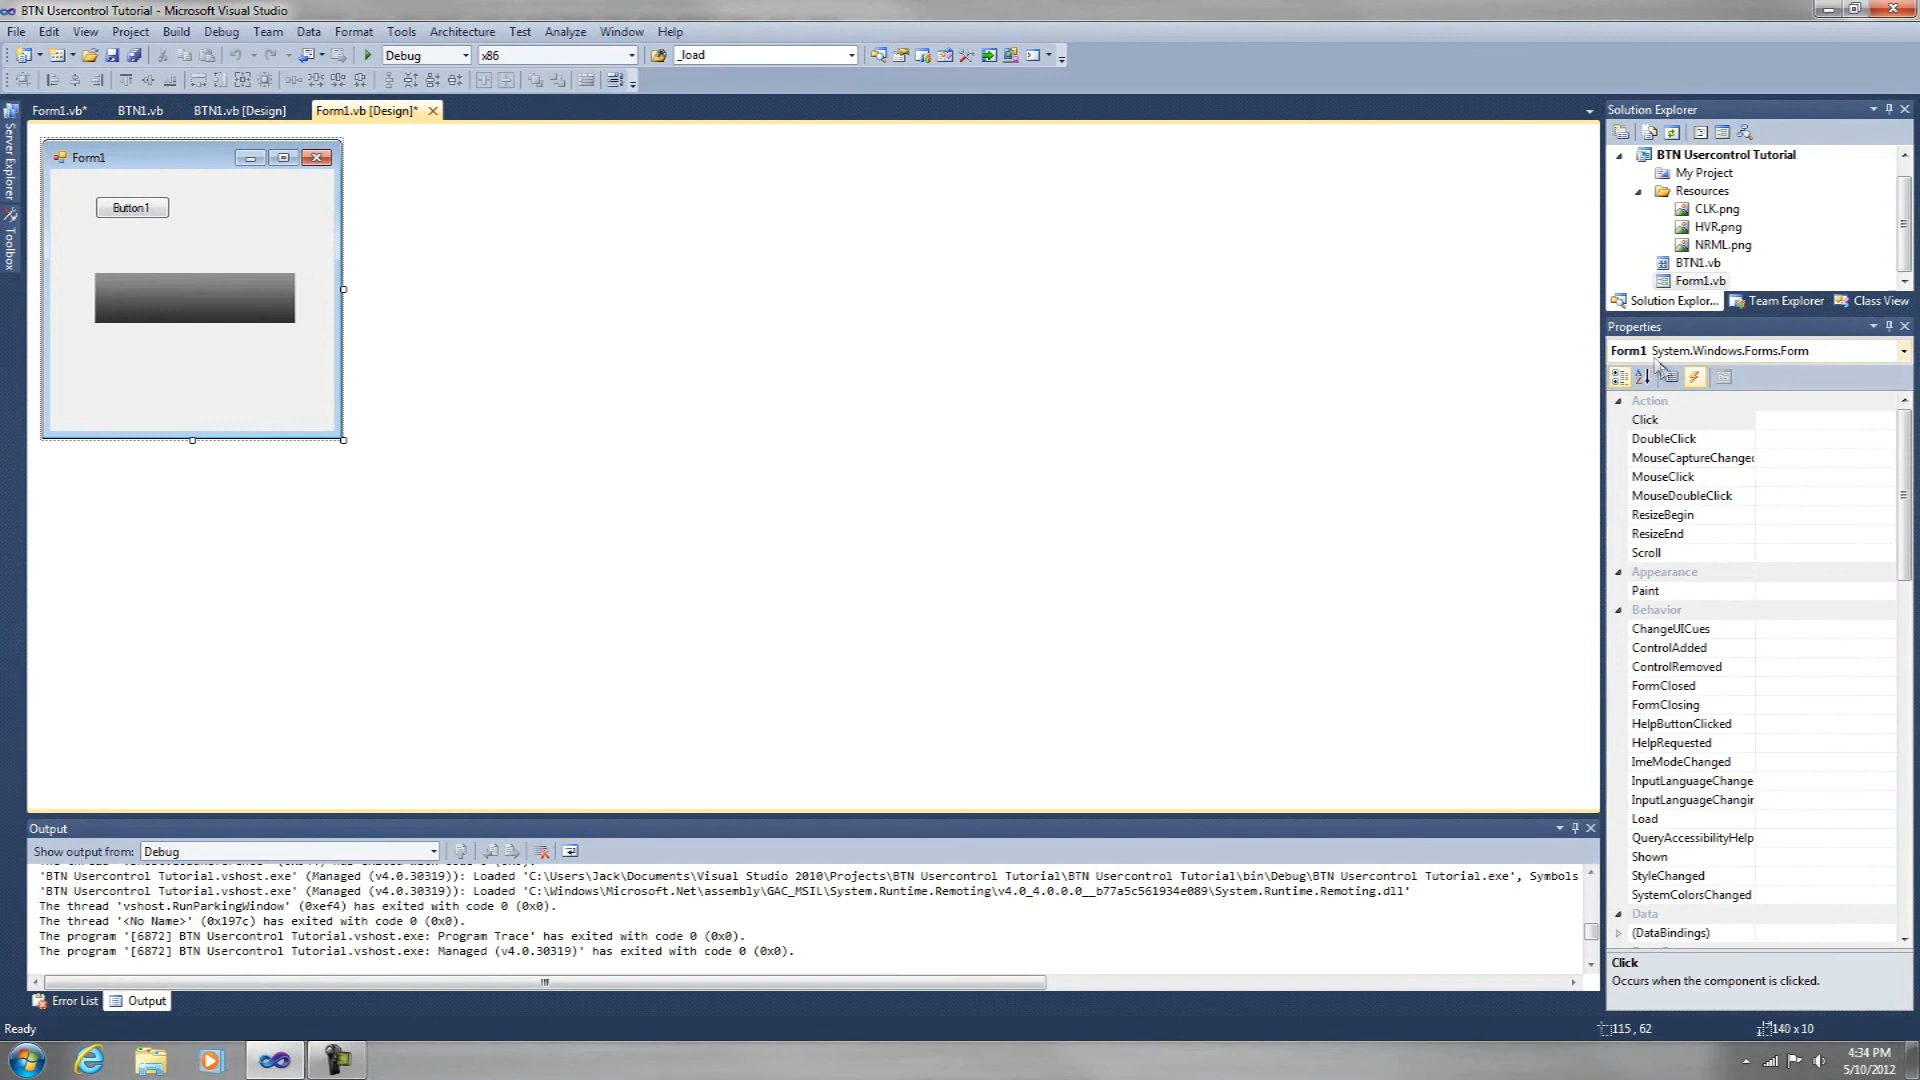 BTN Usercontrol Tutorial - Microsoft Visual Studio
File Edit View Project Build Debug Team Data Format Tools Architecture Test Analyze Window Help
Debug x86 _load
Form1.vb* BTN1.vb BTN1.vb [Design] Form1.vb [Design]*
Server Explorer
Toolbox
Form1
Button1
Solution Explorer
BTN Usercontrol Tutorial
My Project
Resources
CLK.png
HVR.png
NRML.png
BTN1.vb
Form1.vb
Solution Explor... Team Explorer Class View
Properties
Form1 System.Windows.Forms.Form
Action
Click
DoubleClick
MouseCaptureChanged
MouseClick
MouseDoubleClick
ResizeBegin
ResizeEnd
Scroll
Appearance
Paint
Behavior
ChangeUICues
ControlAdded
ControlRemoved
FormClosed
FormClosing
HelpButtonClicked
HelpRequested
ImeModeChanged
InputLanguageChange
InputLanguageChangin
Load
QueryAccessibilityHelp
Shown
StyleChanged
SystemColorsChanged
Data
(DataBindings)
Click
Occurs when the component is clicked.
Output
Show output from: Debug
'BTN Usercontrol Tutorial.vshost.exe' (Managed (v4.0.30319)): Loaded 'C:\Users\Jack\Documents\Visual Studio 2010\Projects\BTN Usercontrol Tutorial\BTN Usercontrol Tutorial\bin\Debug\BTN Usercontrol Tutorial.exe', Symbols
'BTN Usercontrol Tutorial.vshost.exe' (Managed (v4.0.30319)): Loaded 'C:\Windows\Microsoft.Net\assembly\GAC_MSIL\System.Runtime.Remoting\v4.0_4.0.0.0__b77a5c561934e089\System.Runtime.Remoting.dll'
The thread 'vshost.RunParkingWindow' (0xef4) has exited with code 0 (0x0).
The thread '<No Name>' (0x197c) has exited with code 0 (0x0).
The program '[6872] BTN Usercontrol Tutorial.vshost.exe: Program Trace' has exited with code 0 (0x0).
The program '[6872] BTN Usercontrol Tutorial.vshost.exe: Managed (v4.0.30319)' has exited with code 0 (0x0).
Error List Output
Ready 115 , 62 140 x 10
4:34 PM
5/10/2012